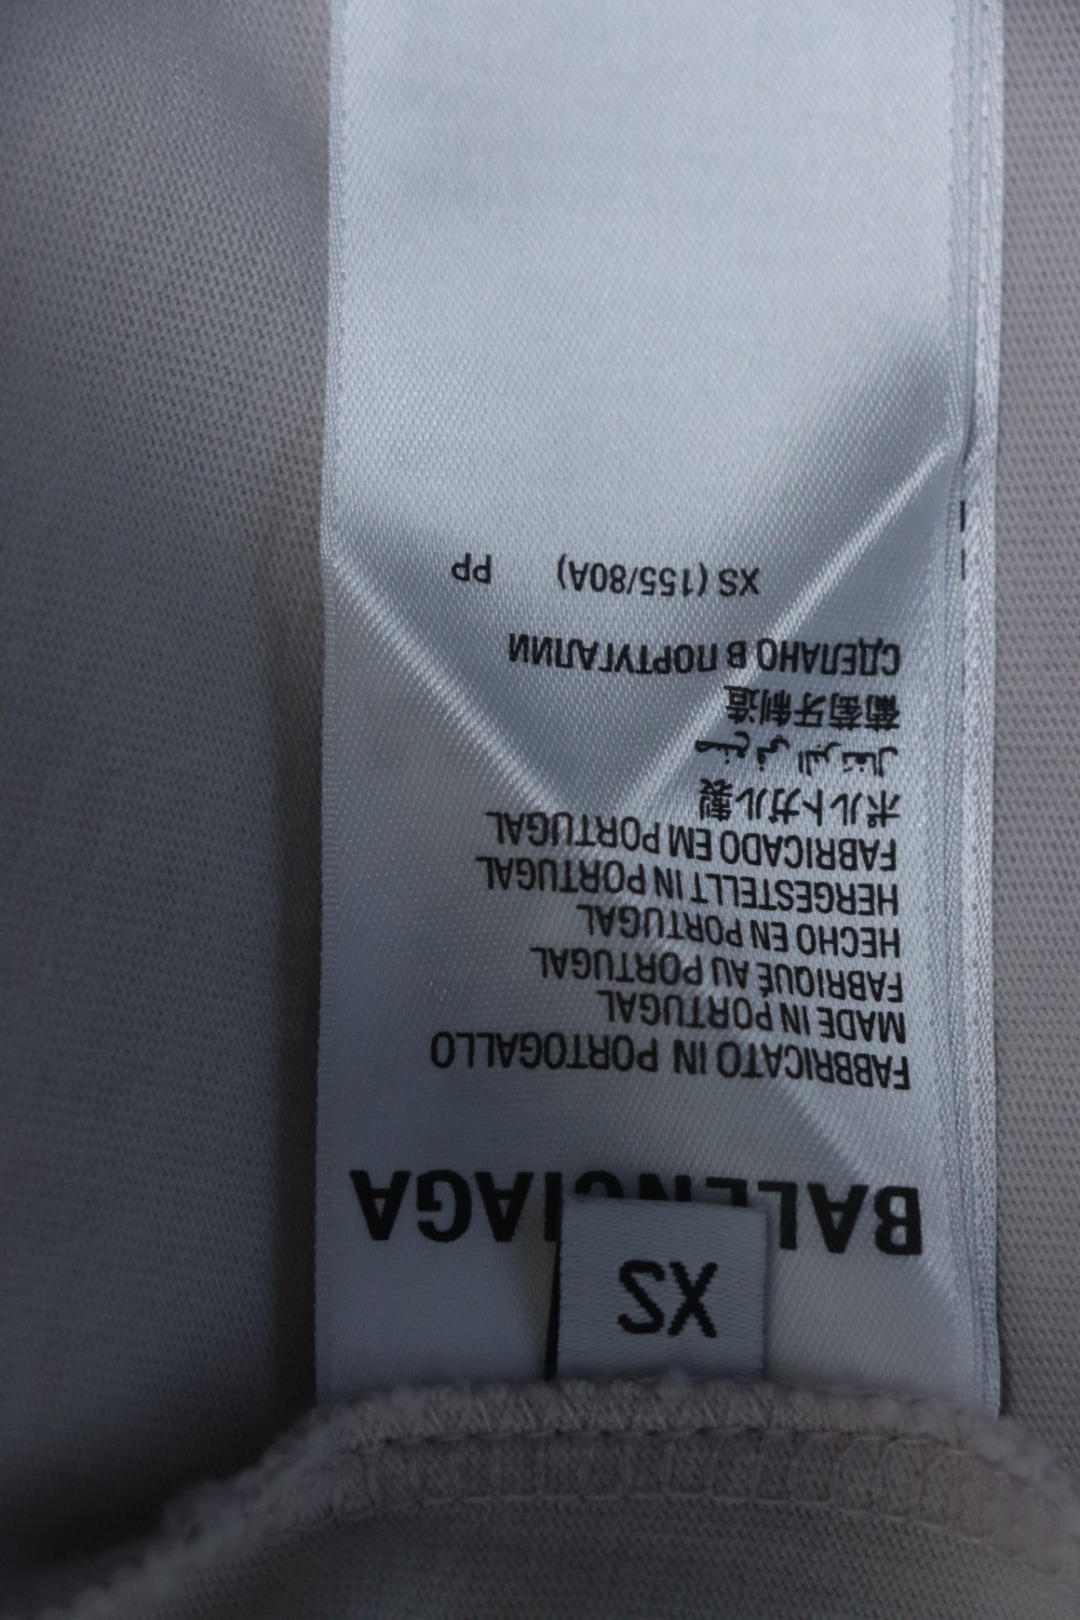 XS
BALENCIAGA
FABBRICATO IN PORTOGALLO
MADE IN PORTUGAL
FABRIQUÉ AU PORTUGAL
HECHO EN PORTUGAL
HERGESTELLT IN PORTUGAL
FABRICADO EM PORTUGAL
ポルトガル製
صنع في البرتغال
葡萄牙制造
СДЕЛАНО В ПОРТУГАЛИИ
XS (155/80A) PP